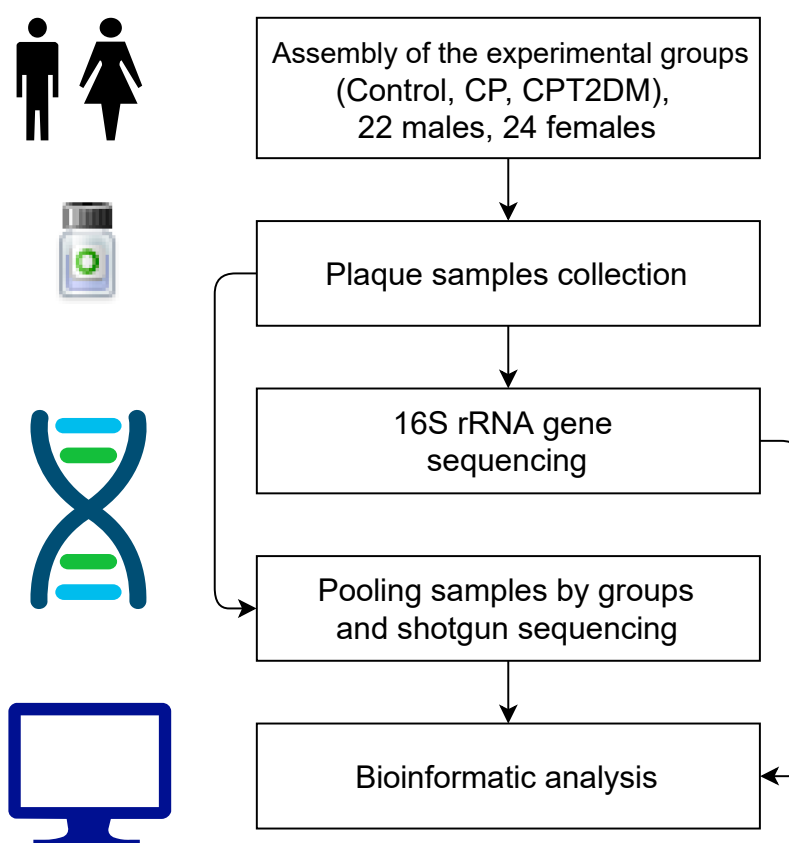 Assembly of the experimental groups
(Control, CP, CPT2DM),
22 males, 24 females
Plaque samples collection
16S rRNA gene
sequencing
Pooling samples by groups
and shotgun sequencing
Bioinformatic analysis